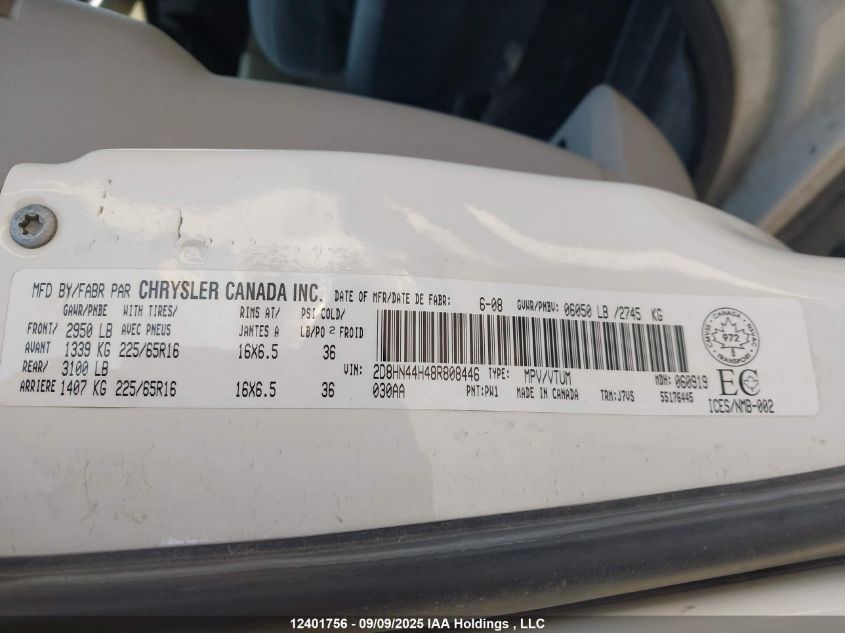 MFD BY/FABR PAR CHRYSLER CANADA INC. DATE OF MFR/DATE DE FABR: 6-08 GVWR/PNBV: 06050 LB /2745 KG
GAWR/PNBE WITH TIRES/ RIMS AT/ PSI COLD/
FRONT/ 2950 LB AVEC PNEUS JANTES A LB/PO2 FROID
AVANT 1339 KG 225/65R16 16X6.5 36
REAR/ 3100 LB
ARRIERE 1407 KG 225/65R16 16X6.5 36
VIN: 2D8HN44H48R808446 TYPE: MPV/VTUM MDH: 060919
030AA PNT:PW1 MADE IN CANADA TRM:J7VS 55176445
CANADA
CMVSS NSVAC
972
TRANSPORT
EC
ICES/NMB-002
12401756 - 09/09/2025 IAA Holdings , LLC